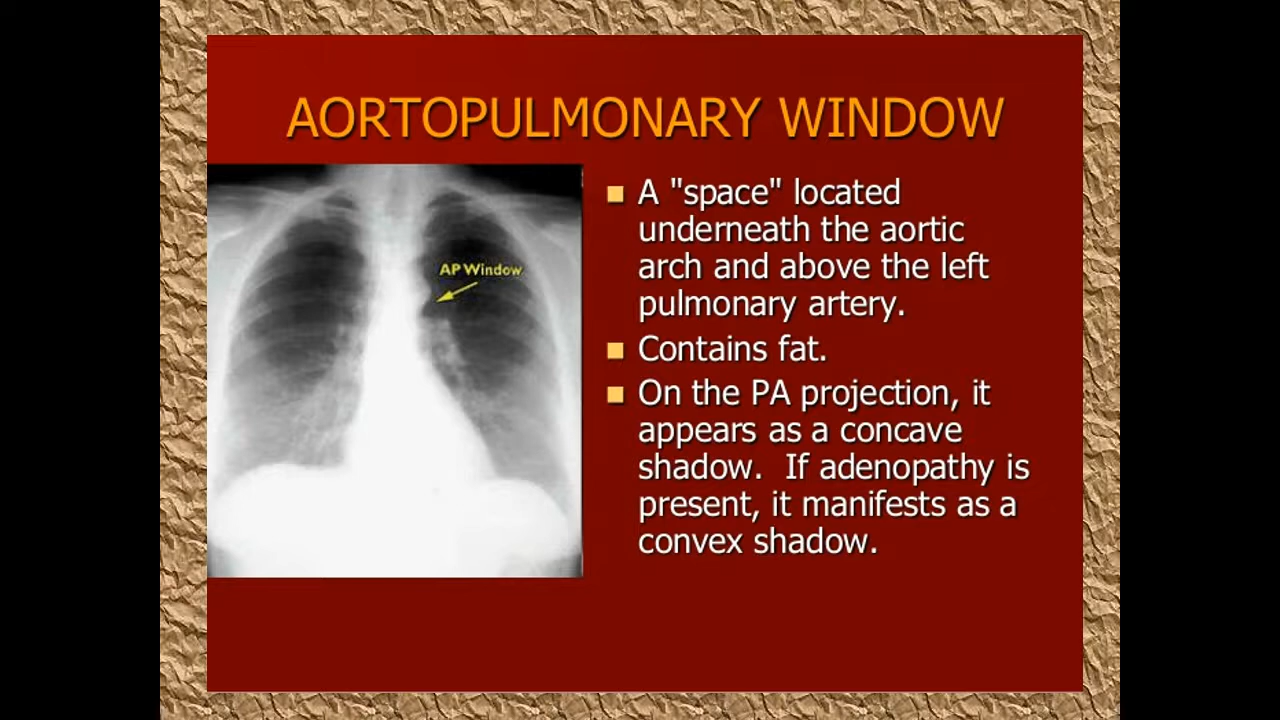 AORTOPULMONARY WINDOW
AP Window
A "space" located
underneath the aortic
arch and above the left
pulmonary artery.
Contains fat.
On the PA projection, it
appears as a concave
shadow.  If adenopathy is
present, it manifests as a
convex shadow.